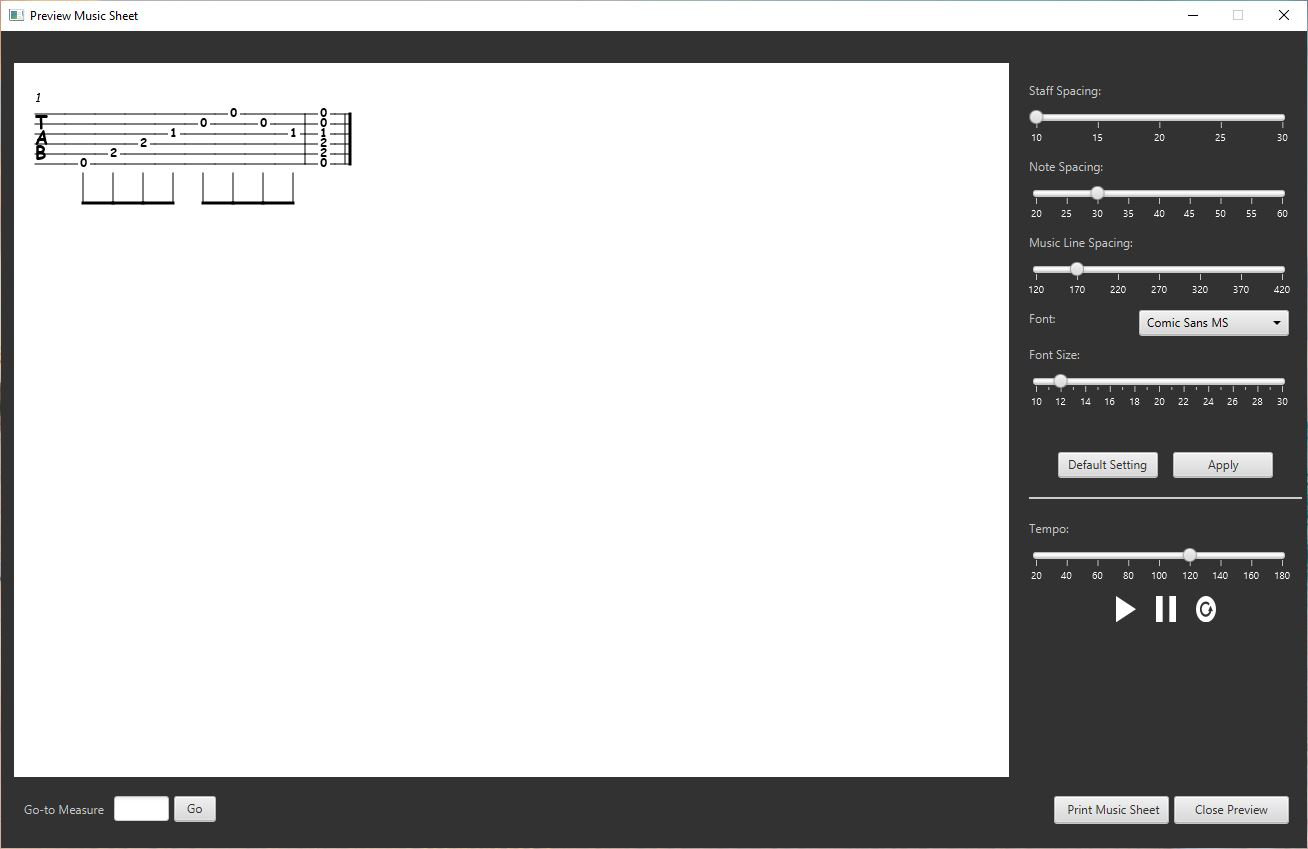 Preview Music Sheet
1
T
A
B
0 2 2 1 0 0 0 1
0
0
1
2
2
0
Staff Spacing:
10 15 20 25 30
Note Spacing:
20 25 30 35 40 45 50 55 60
Music Line Spacing:
120 170 220 270 320 370 420
Font: Comic Sans MS
Font Size:
10 12 14 16 18 20 22 24 26 28 30
Default Setting Apply
Tempo:
20 40 60 80 100 120 140 160 180
Go-to Measure Go Print Music Sheet Close Preview